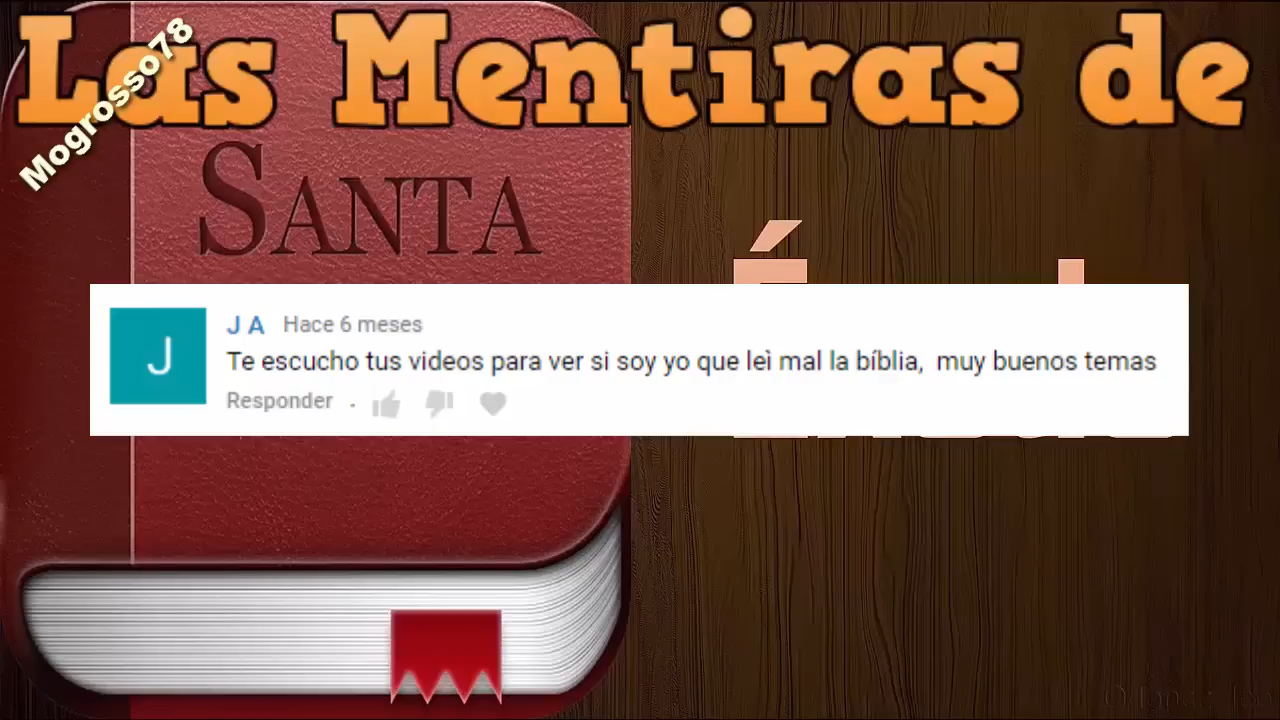 Las Mentiras de
Mogrosso78
SANTA
J
J A Hace 6 meses
Te escucho tus videos para ver si soy yo que leì mal la bíblia, muy buenos temas
Responder .